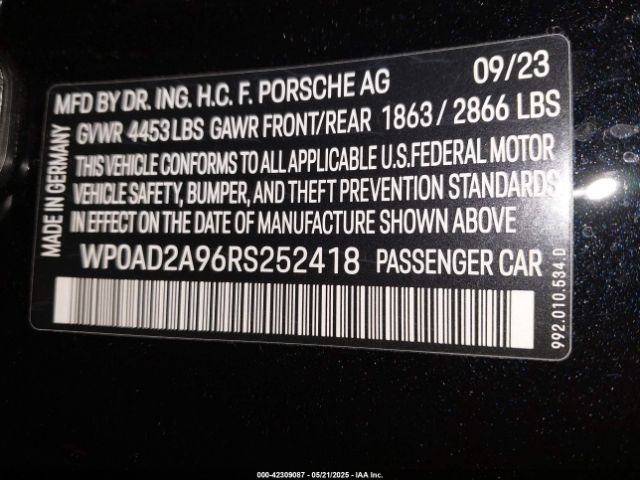 MFD BY DR. ING. H.C. F. PORSCHE AG 09/23
GVWR 4453 LBS GAWR FRONT/REAR 1863 / 2866 LBS
THIS VEHICLE CONFORMS TO ALL APPLICABLE U.S. FEDERAL MOTOR
VEHICLE SAFETY, BUMPER, AND THEFT PREVENTION STANDARDS
IN EFFECT ON THE DATE OF MANUFACTURE SHOWN ABOVE
WP0AD2A96RS252418 PASSENGER CAR
MADE IN GERMANY
992.010.534.D
000-42309087 - 05/21/2025 - IAA Inc.